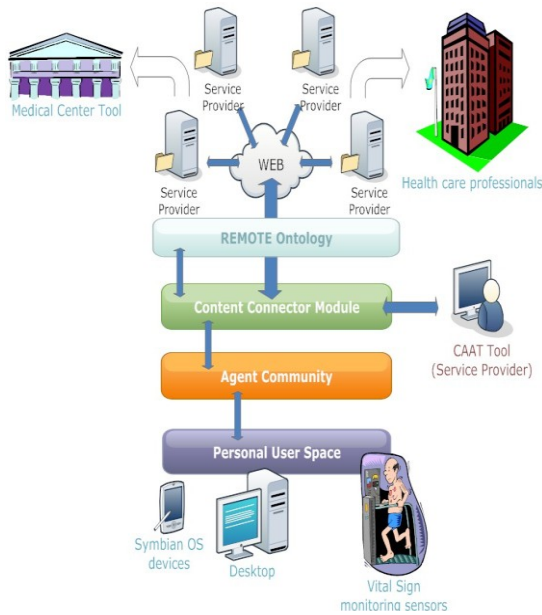 Service
Provider
Service
Provider
Medical Center Tool
WEB
Service
Provider
Service
Provider
Health care professionals
REMOTE Ontology
Content Connector Module
CAAT Tool
(Service Provider)
Agent Community
Personal User Space
Symbian OS
devices
Desktop
Vital Sign
monitoring sensors